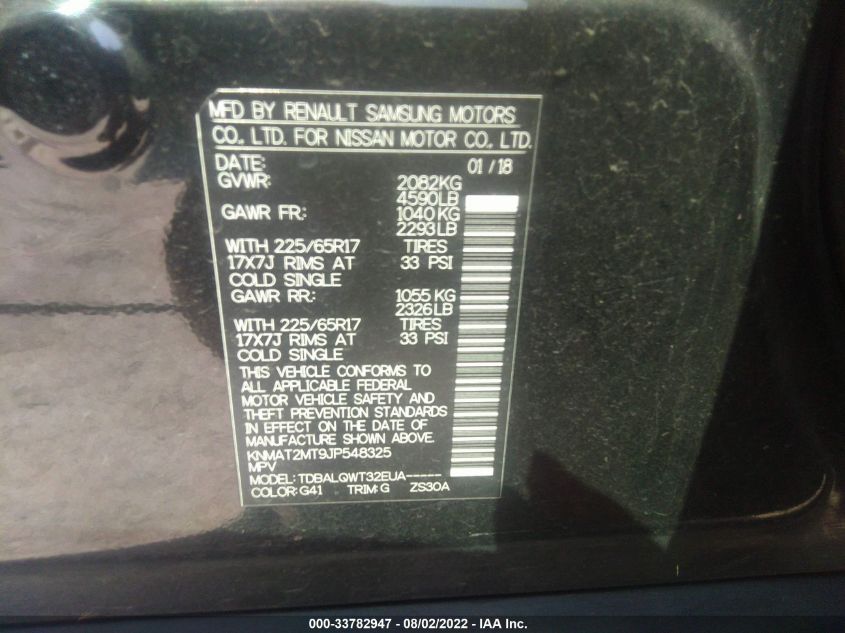 MFD BY RENAULT SAMSUNG MOTORS
CO., LTD. FOR NISSAN MOTOR CO., LTD.
DATE: 01 / 18
GVWR: 2082KG
4590LB
GAWR FR: 1040 KG
2293LB
WITH 225/65R17 TIRES
17X7J RIMS AT 33 PSI
COLD SINGLE
GAWR RR: 1055 KG
2326LB
WITH 225/65R17 TIRES
17X7J RIMS AT 33 PSI
COLD SINGLE
THIS VEHICLE CONFORMS TO
ALL APPLICABLE FEDERAL
MOTOR VEHICLE SAFETY AND
THEFT PREVENTION STANDARDS
IN EFFECT ON THE DATE OF
MANUFACTURE SHOWN ABOVE.
KNMAT2MT9JP548325
MPV
MODEL: TDBALQWT32EUA-----
COLOR: G41 TRIM: G ZS30A
000-33782947 - 08/02/2022 - IAA Inc.